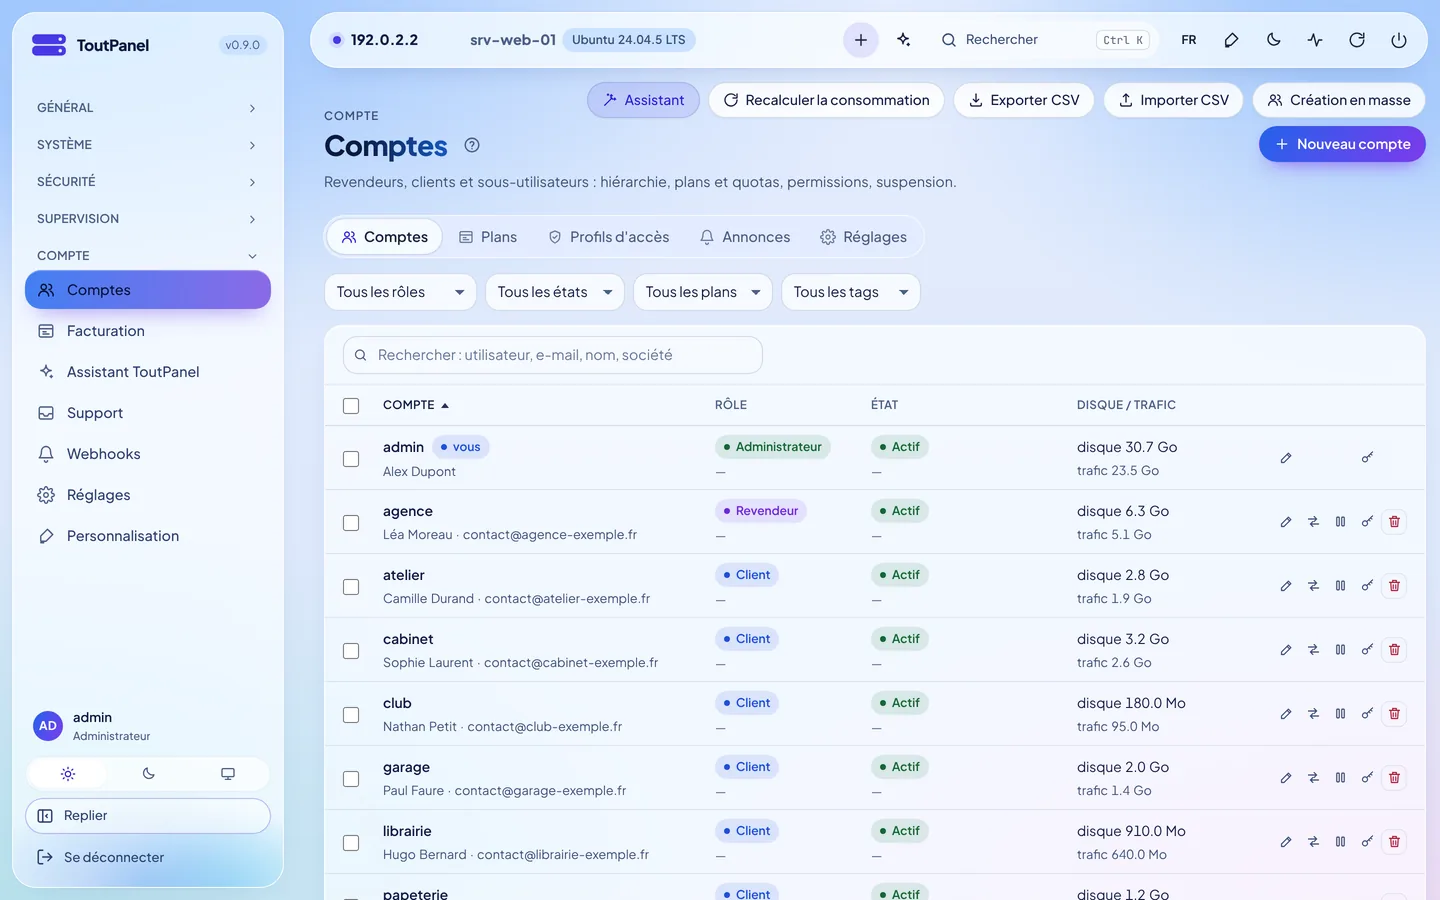 ToutPanel
v0.9.0
192.0.2.2
srv-web-01
Ubuntu 24.04.5 LTS
Rechercher
Ctrl K
FR
GÉNÉRAL
SYSTÈME
SÉCURITÉ
SUPERVISION
COMPTE
Comptes
Facturation
Assistant ToutPanel
Support
Webhooks
Réglages
Personnalisation
AD
admin
Administrateur
Replier
Se déconnecter
Assistant
Recalculer la consommation
Exporter CSV
Importer CSV
Création en masse
Nouveau compte
COMPTE
Comptes
Revendeurs, clients et sous-utilisateurs : hiérarchie, plans et quotas, permissions, suspension.
Comptes
Plans
Profils d'accès
Annonces
Réglages
Tous les rôles
Tous les états
Tous les plans
Tous les tags
Rechercher : utilisateur, e-mail, nom, société
COMPTE
RÔLE
ÉTAT
DISQUE / TRAFIC
admin vous Administrateur Actif disque 30.7 Go
Alex Dupont — — trafic 23.5 Go
agence Revendeur Actif disque 6.3 Go
Léa Moreau · contact@agence-exemple.fr — — trafic 5.1 Go
atelier Client Actif disque 2.8 Go
Camille Durand · contact@atelier-exemple.fr — — trafic 1.9 Go
cabinet Client Actif disque 3.2 Go
Sophie Laurent · contact@cabinet-exemple.fr — — trafic 2.6 Go
club Client Actif disque 180.0 Mo
Nathan Petit · contact@club-exemple.fr — — trafic 95.0 Mo
garage Client Actif disque 2.0 Go
Paul Faure · contact@garage-exemple.fr — — trafic 1.4 Go
librairie Client Actif disque 910.0 Mo
Hugo Bernard · contact@librairie-exemple.fr — — trafic 640.0 Mo
papeterie Client Actif disque 1.2 Go